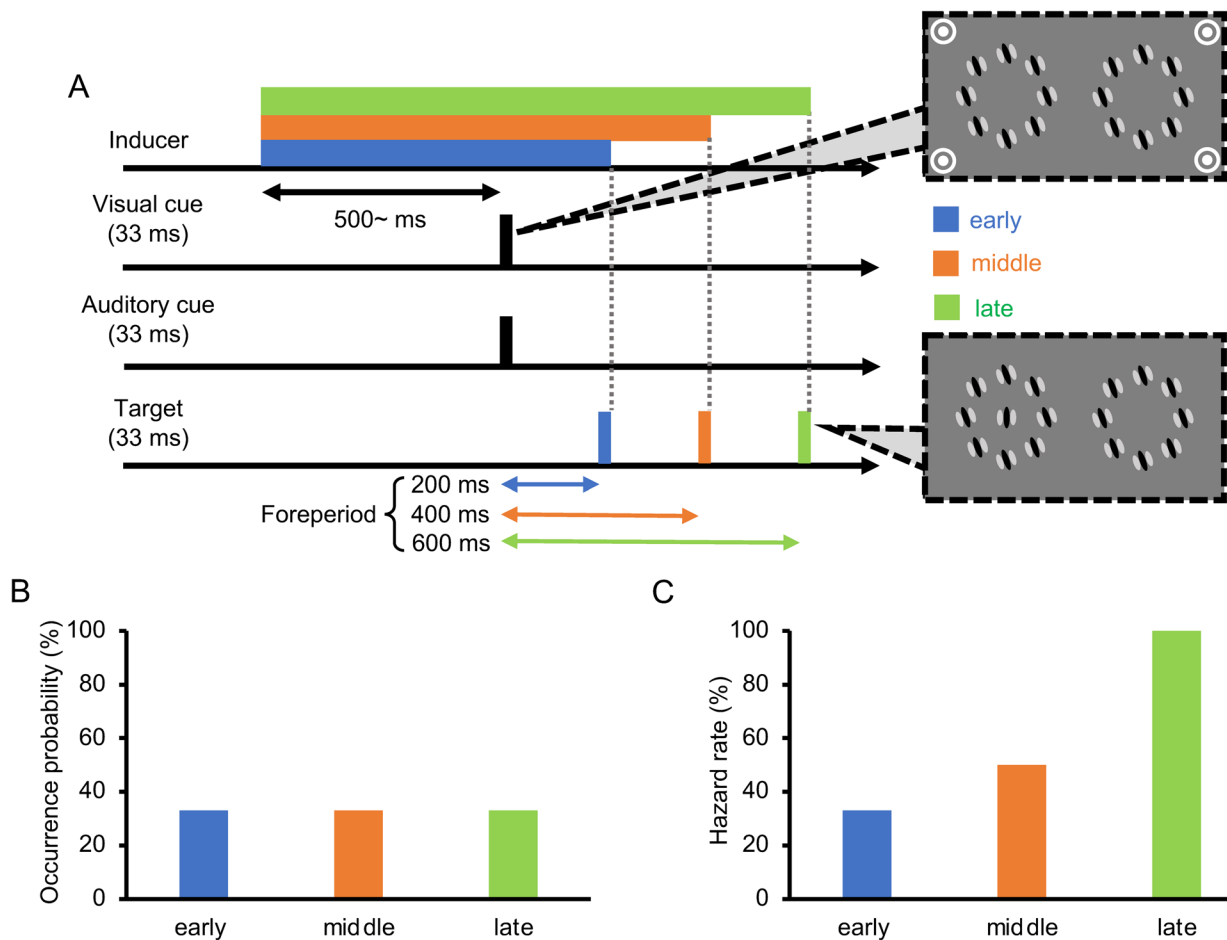 A
Inducer
500~ ms
Visual cue
(33 ms)
Auditory cue
(33 ms)
Target
(33 ms)
Foreperiod
200 ms
400 ms
600 ms
early
middle
late
B
Occurrence probability (%)
100
80
60
40
20
0
early
middle
late
C
Hazard rate (%)
100
80
60
40
20
0
early
middle
late